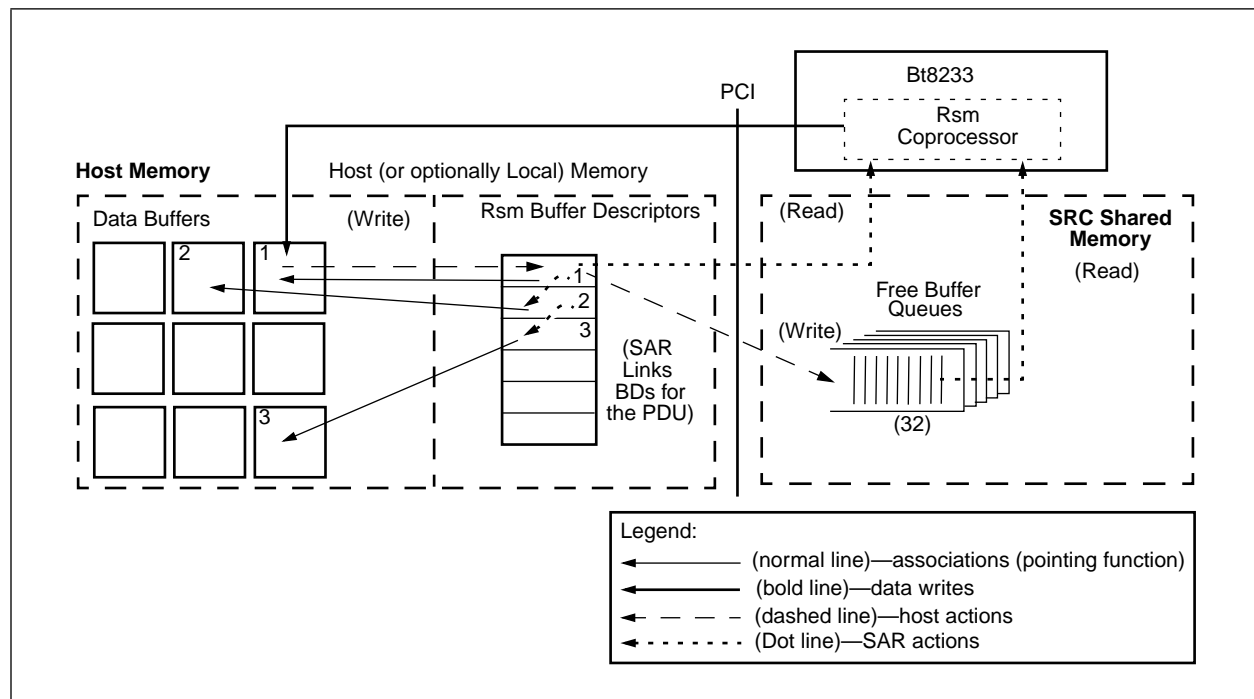 Bt8233
PCI
Rsm
Coprocessor
Host Memory
Host (or optionally Local) Memory
Data Buffers
(Write)
Rsm Buffer Descriptors
(Read)
SRC Shared
Memory
(Read)
2
1
1
2
3
Free Buffer
Queues
(Write)
(SAR
Links
BDs for
the PDU)
3
(32)
Legend:
(normal line)—associations (pointing function)
(bold line)—data writes
(dashed line)—host actions
(Dot line)—SAR actions